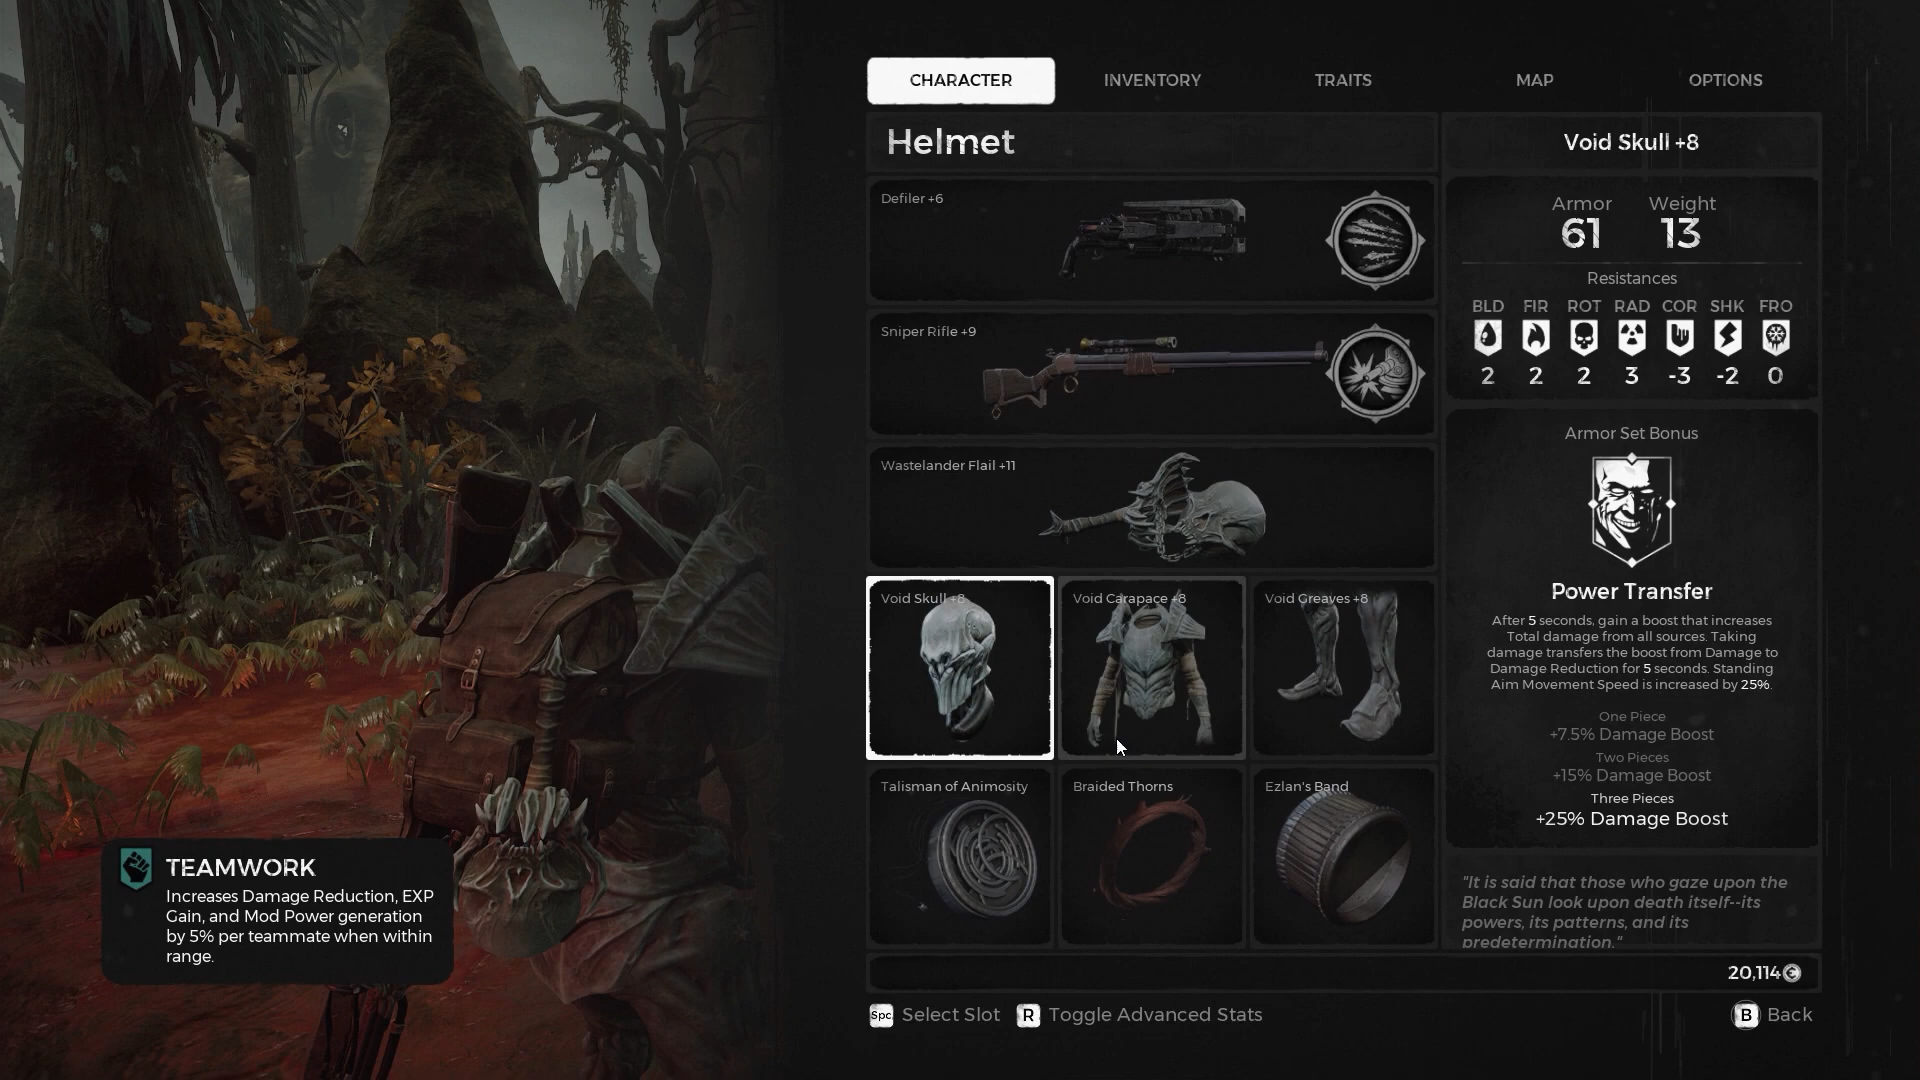 CHARACTER
INVENTORY
TRAITS
MAP
OPTIONS
Helmet
Defiler +6
Sniper Rifle +9
Wastelander Flail +11
Void Skull +8
Void Carapace +8
Void Greaves +8
Talisman of Animosity
Braided Thorns
Ezlan's Band
Void Skull +8
Armor Weight
61 13
Resistances
BLD FIR ROT RAD COR SHK FRO
2 2 2 3 -3 -2 0
Armor Set Bonus
Power Transfer
After 5 seconds, gain a boost that increases
Total damage from all sources. Taking
damage transfers the boost from Damage to
Damage Reduction for 5 seconds. Standing
Aim Movement Speed is increased by 25%.
One Piece
+7.5% Damage Boost
Two Pieces
+15% Damage Boost
Three Pieces
+25% Damage Boost
"It is said that those who gaze upon the
Black Sun look upon death itself--its
powers, its patterns, and its
predetermination."
20,114
TEAMWORK
Increases Damage Reduction, EXP
Gain, and Mod Power generation
by 5% per teammate when within
range.
Spc Select Slot R Toggle Advanced Stats
B Back